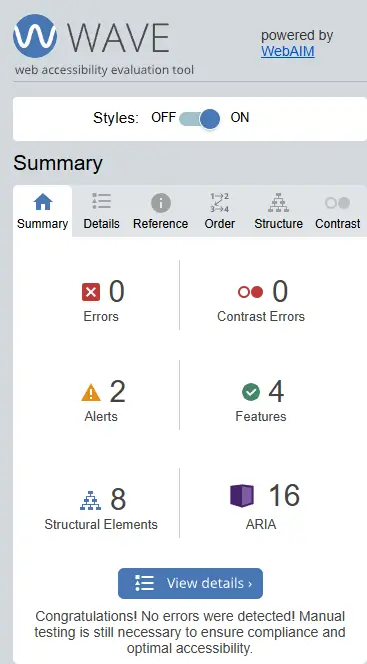 WAVE
powered by
WebAIM
web accessibility evaluation tool
Styles: OFF ON
Summary
Summary Details Reference Order Structure Contrast
0 0
Errors Contrast Errors
2 4
Alerts Features
8 16
Structural Elements ARIA
View details ›
Congratulations! No errors were detected! Manual
testing is still necessary to ensure compliance and
optimal accessibility.